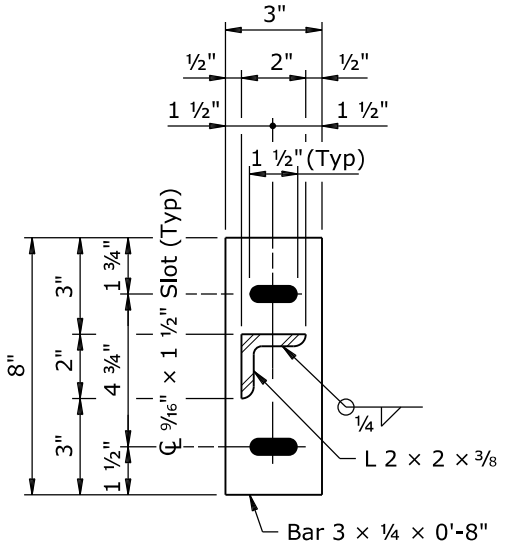 3"
½" 2" ½"
1 ½" 1 ½"
1 ½" (Typ)
8"
3"
2"
3"
1 ¾"
4 ¾"
1 ½"
℄ 9/16" × 1 ½" Slot (Typ)
¼
L 2 × 2 × ⅜
Bar 3 × ¼ × 0'-8"